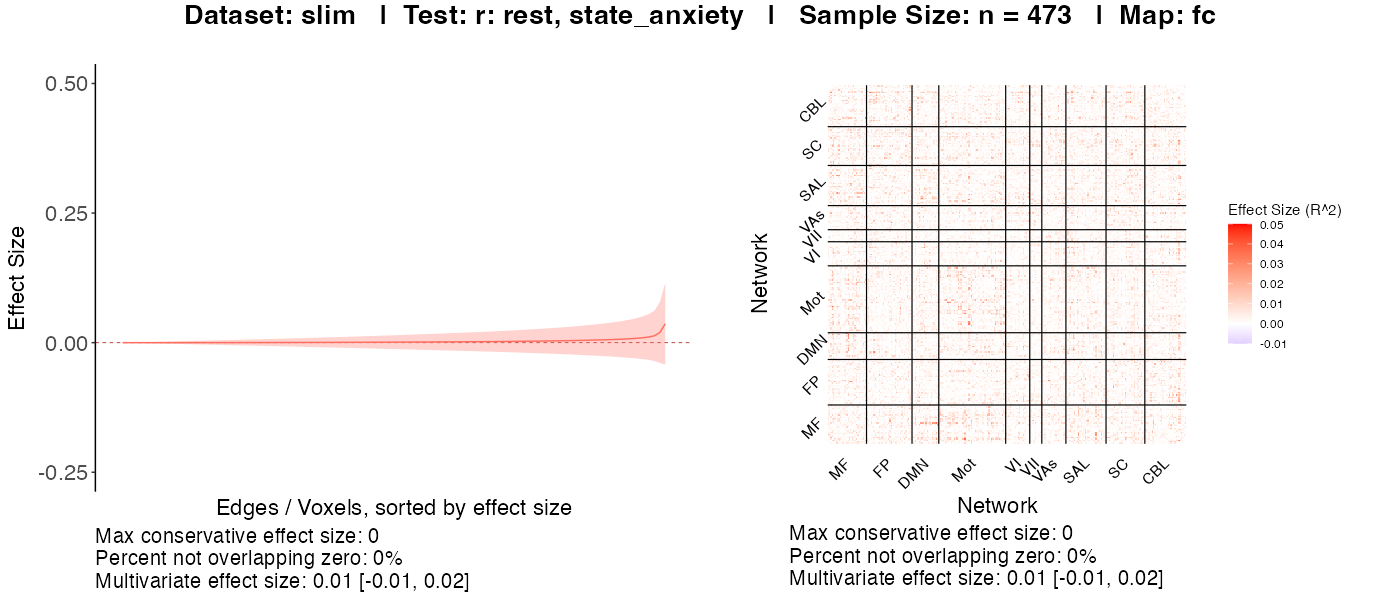 Dataset: slim | Test: r: rest, state_anxiety | Sample Size: n = 473 | Map: fc
0.50
0.25
0.00
-0.25
Effect Size
Edges / Voxels, sorted by effect size
Max conservative effect size: 0
Percent not overlapping zero: 0%
Multivariate effect size: 0.01 [-0.01, 0.02]
Network
CBL
SC
SAL
VAs
VII
VI
Mot
DMN
FP
MF
MF
FP
DMN
Mot
VI
VII
VAs
SAL
SC
CBL
Network
Max conservative effect size: 0
Percent not overlapping zero: 0%
Multivariate effect size: 0.01 [-0.01, 0.02]
Effect Size (R^2)
0.05
0.04
0.03
0.02
0.01
0.00
-0.01